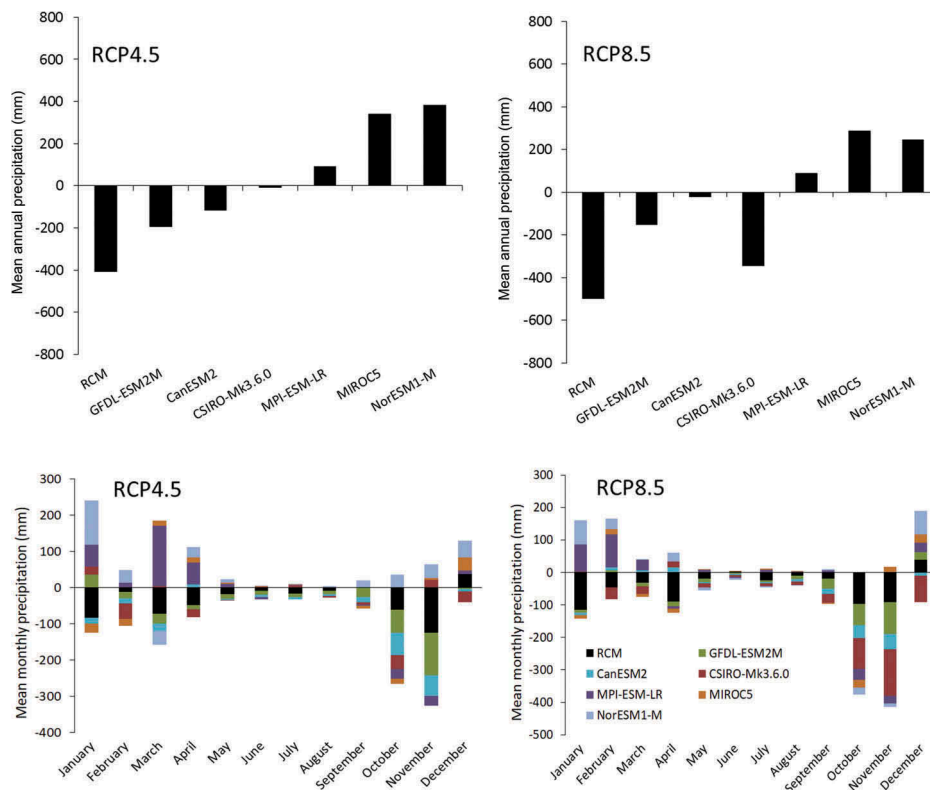 Mean annual precipitation (mm)
RCP4.5
800
600
400
200
0
-200
-400
-600
-800
RCM
GFDL-ESM2M
CanESM2
CSIRO-Mk3.6.0
MPI-ESM-LR
MIROC5
NorESM1-M
Mean annual precipitation (mm)
RCP8.5
800
600
400
200
0
-200
-400
-600
-800
RCM
GFDL-ESM2M
CanESM2
CSIRO-Mk3.6.0
MPI-ESM-LR
MIROC5
NorESM1-M
Mean monthly precipitation (mm)
RCP4.5
300
200
100
0
-100
-200
-300
-400
January
February
March
April
May
June
July
August
September
October
November
December
Mean monthly precipitation (mm)
RCP8.5
300
200
100
0
-100
-200
-300
-400
-500
RCM
GFDL-ESM2M
CanESM2
CSIRO-Mk3.6.0
MPI-ESM-LR
MIROC5
NorESM1-M
January
February
March
April
May
June
July
August
September
October
November
December